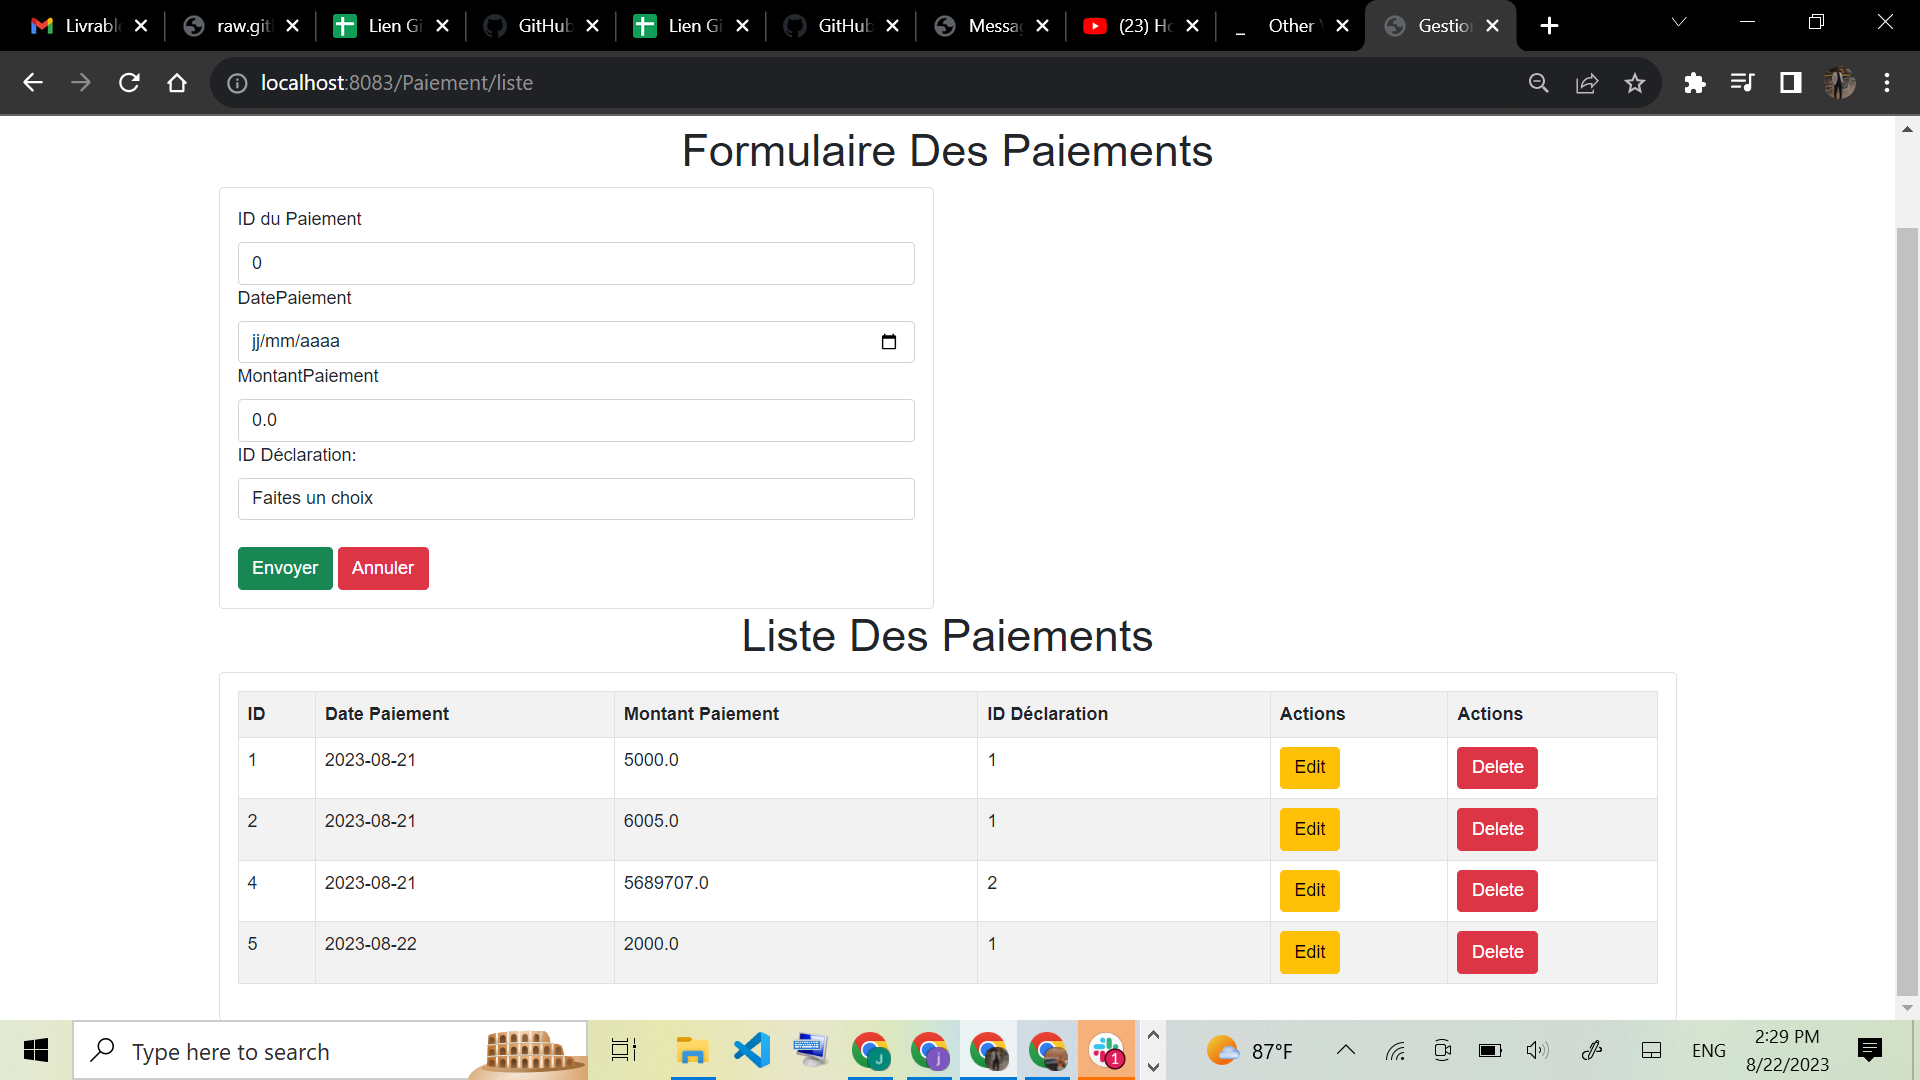 Livrabl
raw.git
Lien Gi
GitHub
Lien Gi
GitHub
Messag
(23) Ho
Other
Gestion
localhost:8083/Paiement/liste
Formulaire Des Paiements
ID du Paiement
0
DatePaiement
jj/mm/aaaa
MontantPaiement
0.0
ID Déclaration:
Faites un choix
Envoyer Annuler
Liste Des Paiements
ID Date Paiement Montant Paiement ID Déclaration Actions Actions
1 2023-08-21 5000.0 1 Edit Delete
2 2023-08-21 6005.0 1 Edit Delete
4 2023-08-21 5689707.0 2 Edit Delete
5 2023-08-22 2000.0 1 Edit Delete
Type here to search
J
j
1
87°F
ENG
2:29 PM
8/22/2023